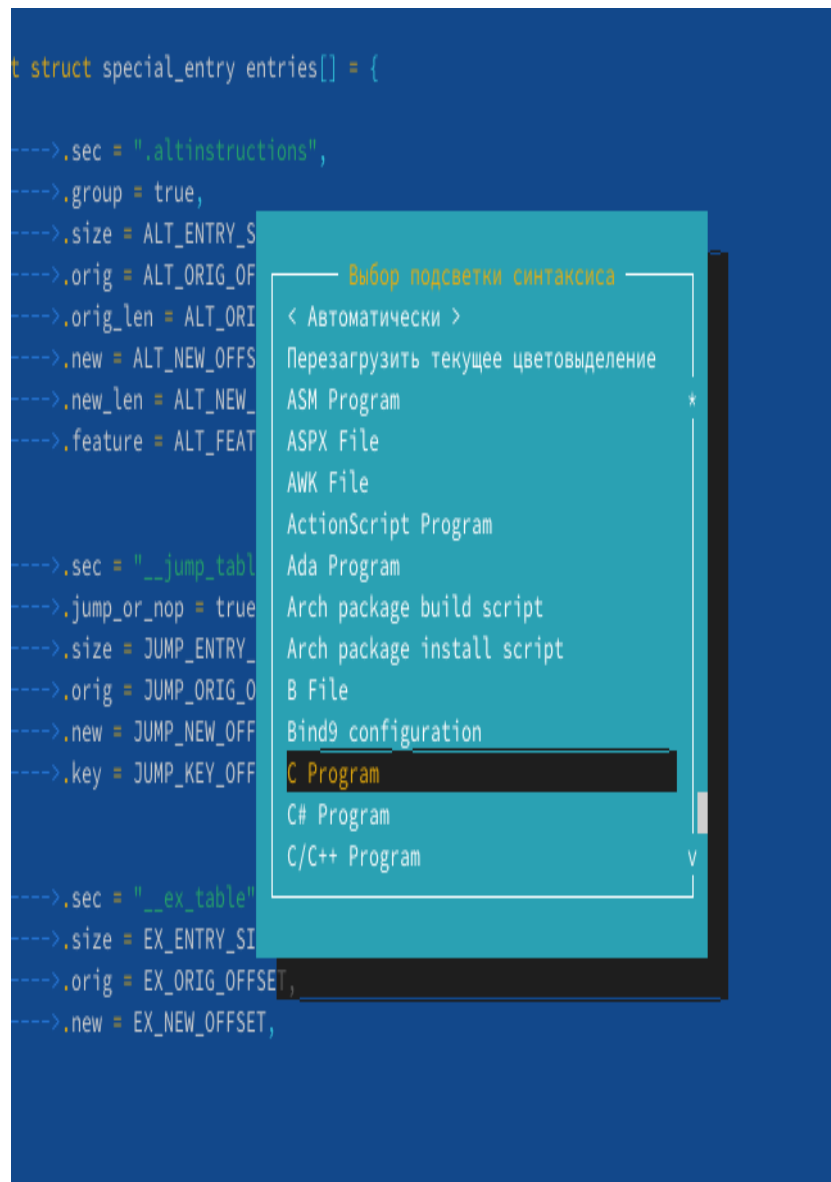 t struct special_entry entries[] = {
---->.sec = ".altinstructions",
---->.group = true,
---->.size = ALT_ENTRY_S
---->.orig = ALT_ORIG_OF
---->.orig_len = ALT_ORI
---->.new = ALT_NEW_OFFS
---->.new_len = ALT_NEW_
---->.feature = ALT_FEAT
---->.sec = "__jump_tabl
---->.jump_or_nop = true
---->.size = JUMP_ENTRY_
---->.orig = JUMP_ORIG_O
---->.new = JUMP_NEW_OFF
---->.key = JUMP_KEY_OFF
---->.sec = "__ex_table"
---->.size = EX_ENTRY_SI
---->.orig = EX_ORIG_OFFSET,
---->.new = EX_NEW_OFFSET,
Выбор подсветки синтаксиса
< Автоматически >
Перезагрузить текущее цветовыделение
ASM Program *
ASPX File
AWK File
ActionScript Program
Ada Program
Arch package build script
Arch package install script
B File
Bind9 configuration
C Program
C# Program
C/C++ Program v